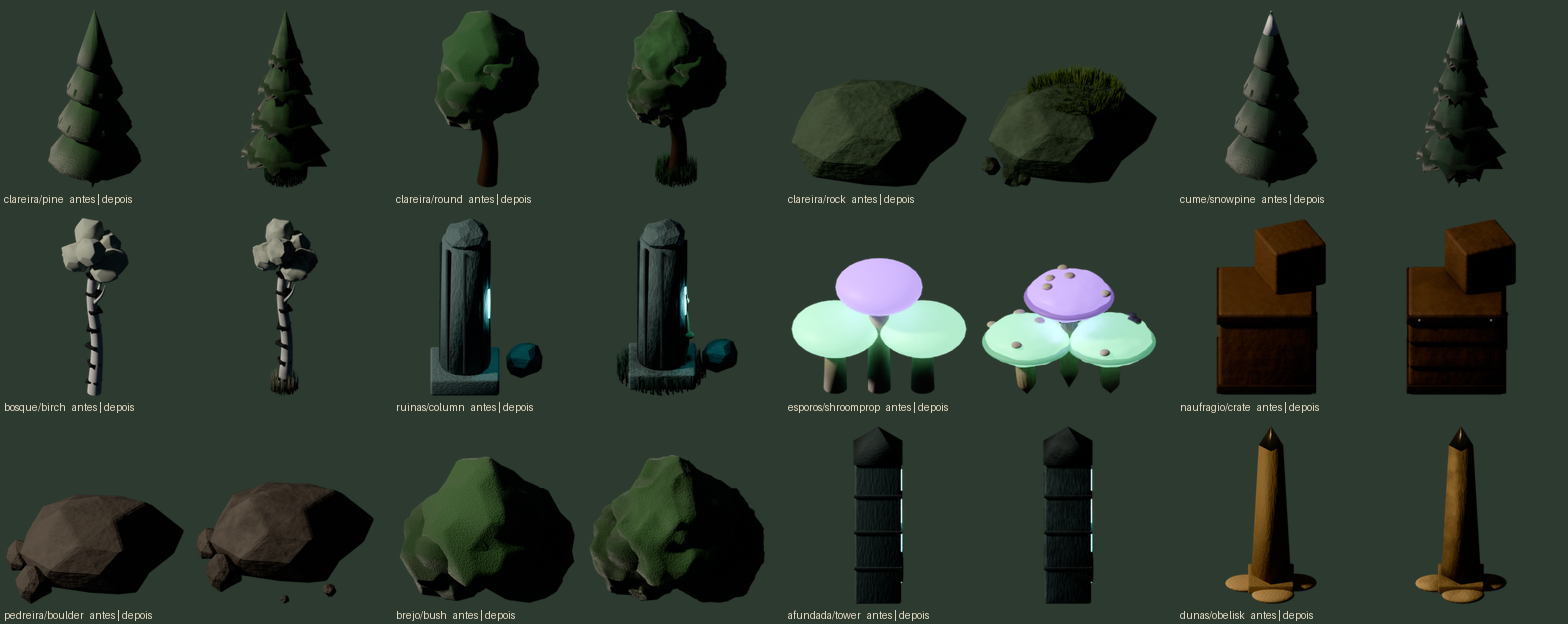 clareira/pine antes|depois
clareira/round antes|depois
clareira/rock antes|depois
cume/snowpine antes|depois
bosque/birch antes|depois
ruinas/column antes|depois
esporos/shroomprop antes|depois
naufragio/crate antes|depois
pedreira/boulder antes|depois
brejo/bush antes|depois
afundada/tower antes|depois
dunas/obelisk antes|depois